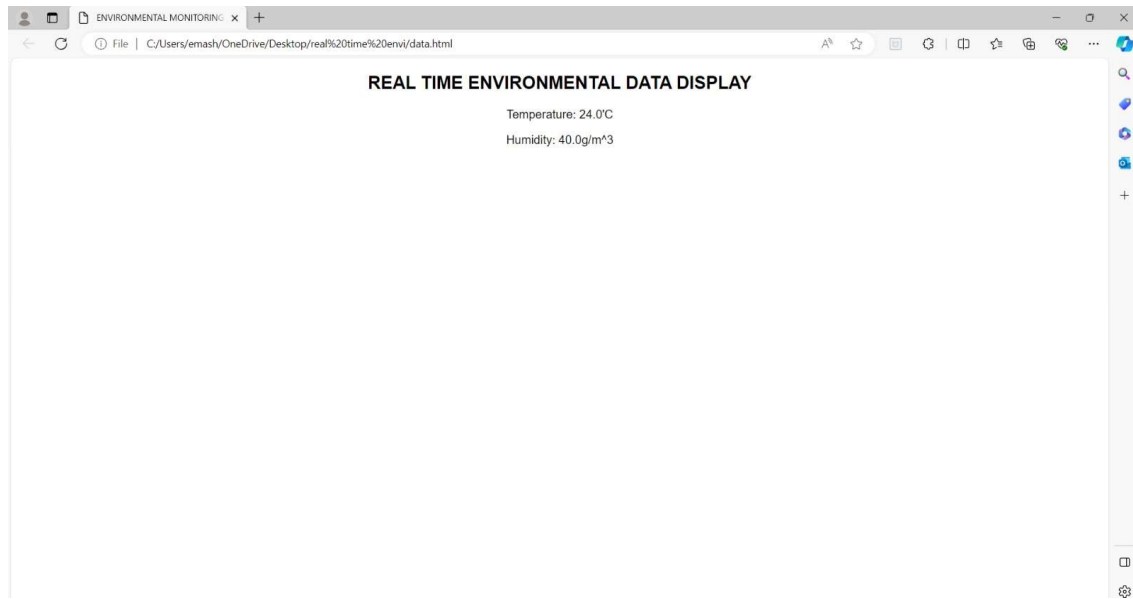 ENVIRONMENTAL MONITORING
File | C:/Users/emash/OneDrive/Desktop/real%20time%20envi/data.html
REAL TIME ENVIRONMENTAL DATA DISPLAY
Temperature: 24.0'C
Humidity: 40.0g/m^3